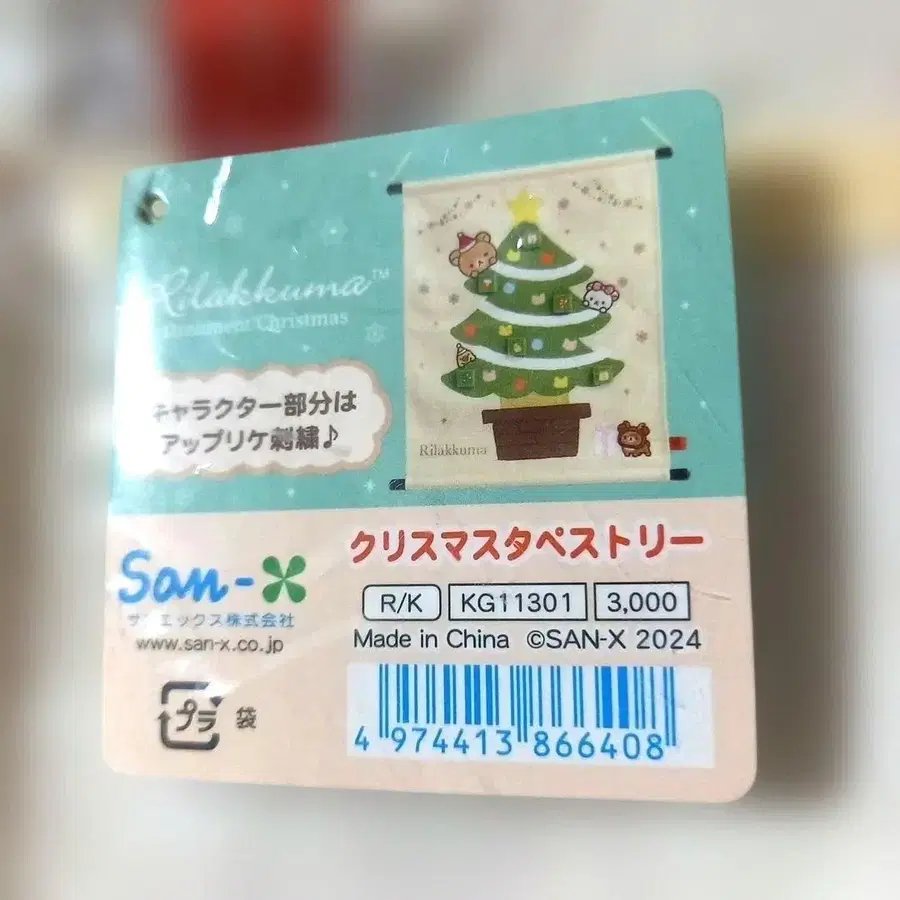 Rilakkuma™
Ornament Christmas
キャラクター部分は
アップリケ刺繍♪
Rilakkuma
San-X
サンエックス株式会社
www.san-x.co.jp
プラ 袋
クリスマスタペストリー
R/K KG11301 3,000
Made in China ©SAN-X 2024
4 974413 866408